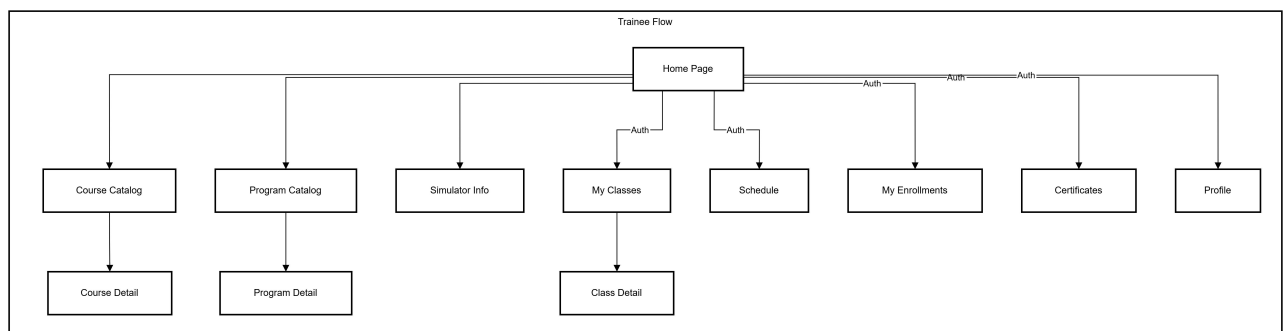 Trainee Flow
Home Page
Auth
Auth
Auth
Auth
Auth
Course Catalog
Program Catalog
Simulator Info
My Classes
Schedule
My Enrollments
Certificates
Profile
Course Detail
Program Detail
Class Detail